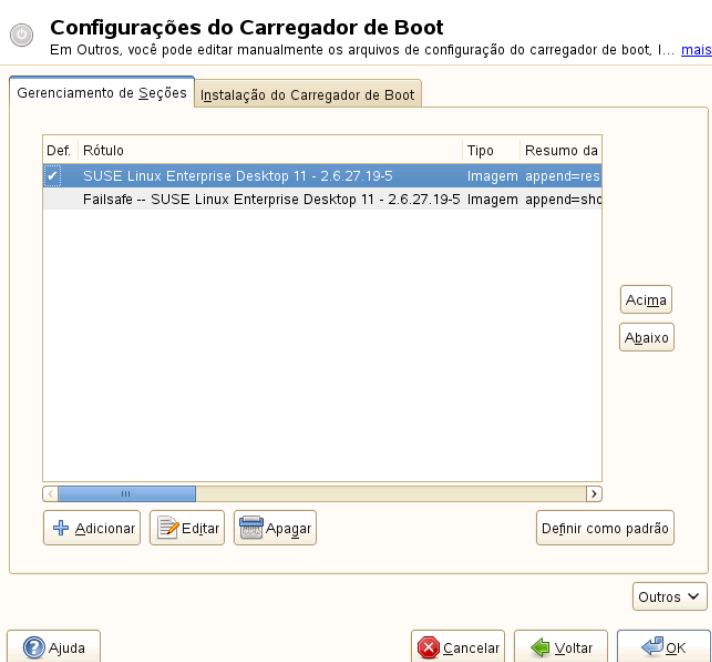 Configurações do Carregador de Boot
Em Outros, você pode editar manualmente os arquivos de configuração do carregador de boot, l... mais
Gerenciamento de Seções Instalação do Carregador de Boot
Def. Rótulo Tipo Resumo da
SUSE Linux Enterprise Desktop 11 - 2.6.27.19-5 Imagem append=res
Failsafe -- SUSE Linux Enterprise Desktop 11 - 2.6.27.19-5 Imagem append=sho
Acima
Abaixo
Adicionar Editar Apagar Definir como padrão
Outros
Ajuda Cancelar Voltar OK